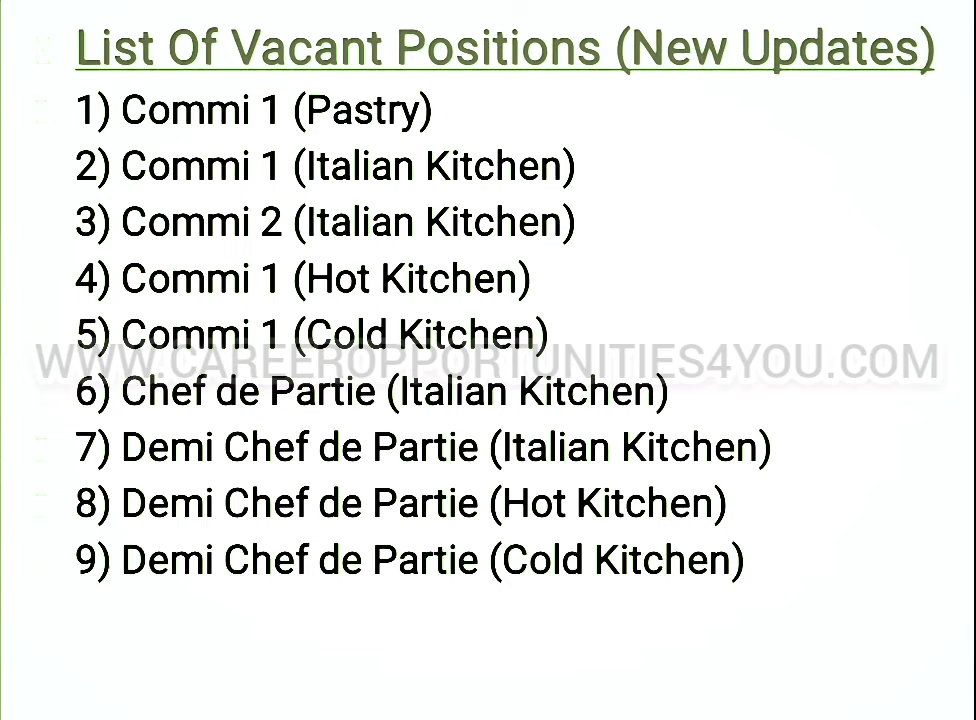 List Of Vacant Positions (New Updates)
1) Commi 1 (Pastry)
2) Commi 1 (Italian Kitchen)
3) Commi 2 (Italian Kitchen)
4) Commi 1 (Hot Kitchen)
5) Commi 1 (Cold Kitchen)
WWW.CAREEROPPORTUNITIES4YOU.COM
6) Chef de Partie (Italian Kitchen)
7) Demi Chef de Partie (Italian Kitchen)
8) Demi Chef de Partie (Hot Kitchen)
9) Demi Chef de Partie (Cold Kitchen)